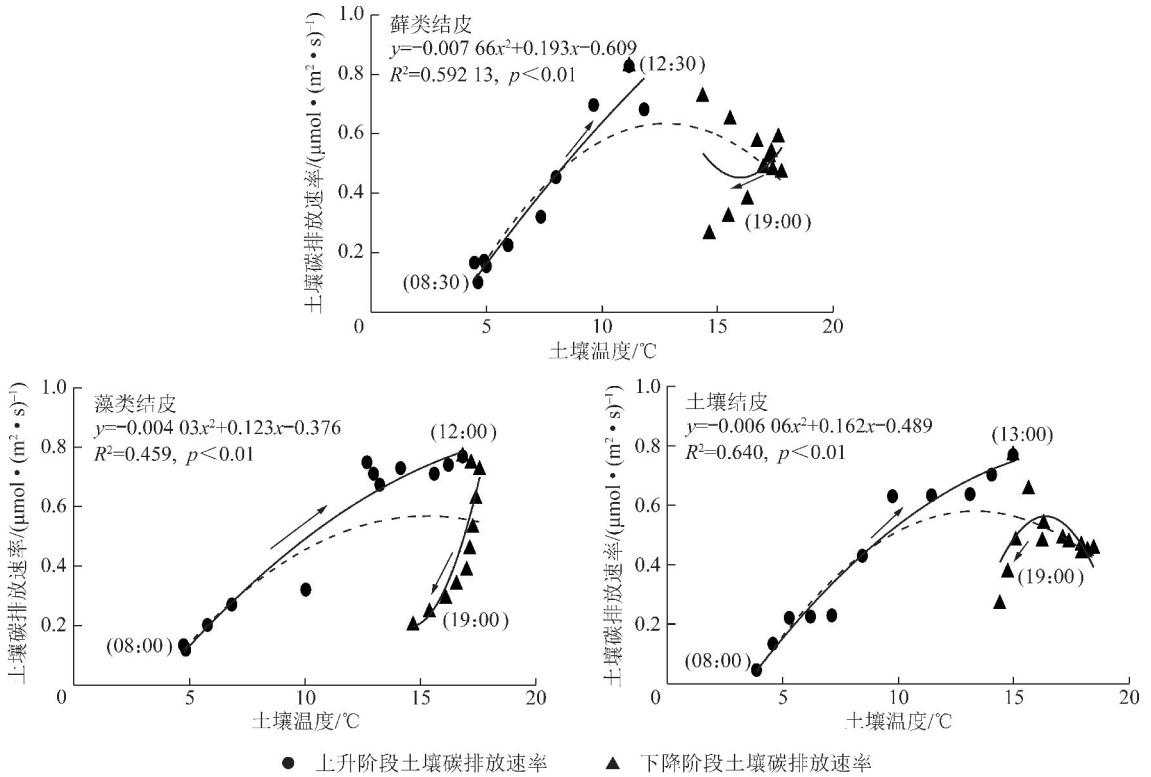 藓类结皮
y=−0.007 66x²+0.193x−0.609
R²=0.592 13, p<0.01
土壤碳排放速率/(μmol·(m²·s)⁻¹)
1.0
0.8
0.6
0.4
0.2
0
(12:30)
(08:30)
(19:00)
5
10
15
20
土壤温度/℃
藻类结皮
y=−0.004 03x²+0.123x−0.376
R²=0.459, p<0.01
土壤碳排放速率/(μmol·(m²·s)⁻¹)
1.0
0.8
0.6
0.4
0.2
0
(12:00)
(08:00)
(19:00)
5
10
15
20
土壤温度/℃
土壤结皮
y=−0.006 06x²+0.162x−0.489
R²=0.640, p<0.01
土壤碳排放速率/(μmol·(m²·s)⁻¹)
1.0
0.8
0.6
0.4
0.2
0
(13:00)
(08:00)
(19:00)
5
10
15
20
土壤温度/℃
● 上升阶段土壤碳排放速率 ▲ 下降阶段土壤碳排放速率